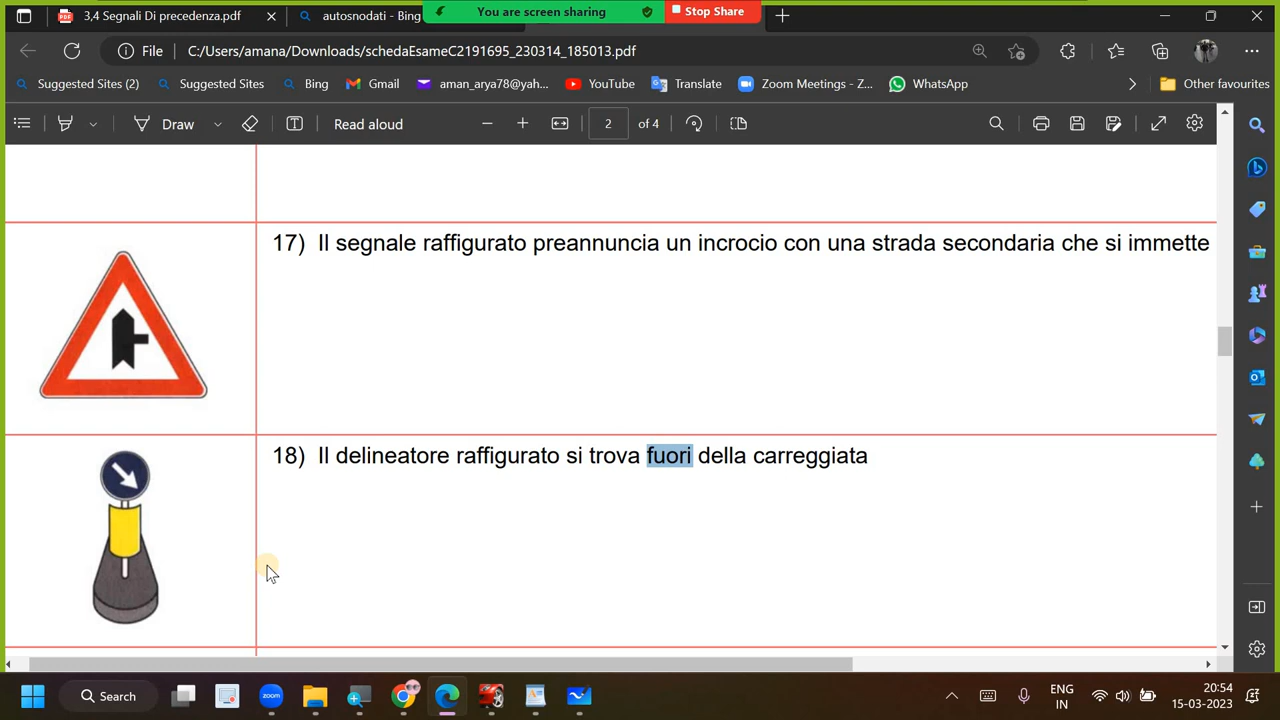 3,4 Segnali Di precedenza.pdf
autosnodati - Bing
You are screen sharing
Stop Share
File
C:/Users/amana/Downloads/schedaEsameC2191695_230314_185013.pdf
Suggested Sites (2)
Suggested Sites
Bing
Gmail
aman_arya78@yah...
YouTube
Translate
Zoom Meetings - Z...
WhatsApp
Other favourites
Draw
Read aloud
2
of 4
17) Il segnale raffigurato preannuncia un incrocio con una strada secondaria che si immette
18) Il delineatore raffigurato si trova fuori della carreggiata
Search
zoom
ENG
IN
20:54
15-03-2023